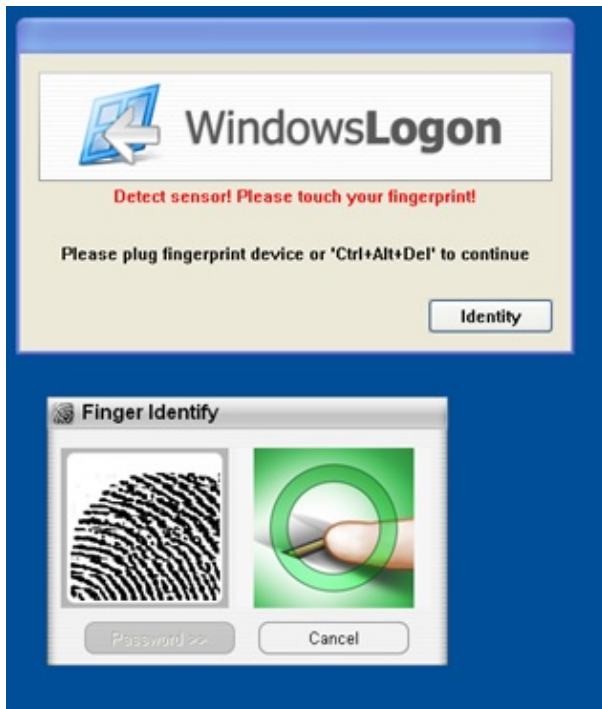 WindowsLogon
Detect sensor! Please touch your fingerprint!
Please plug fingerprint device or 'Ctrl+Alt+Del' to continue
Identity
Finger Identify
Password >>
Cancel